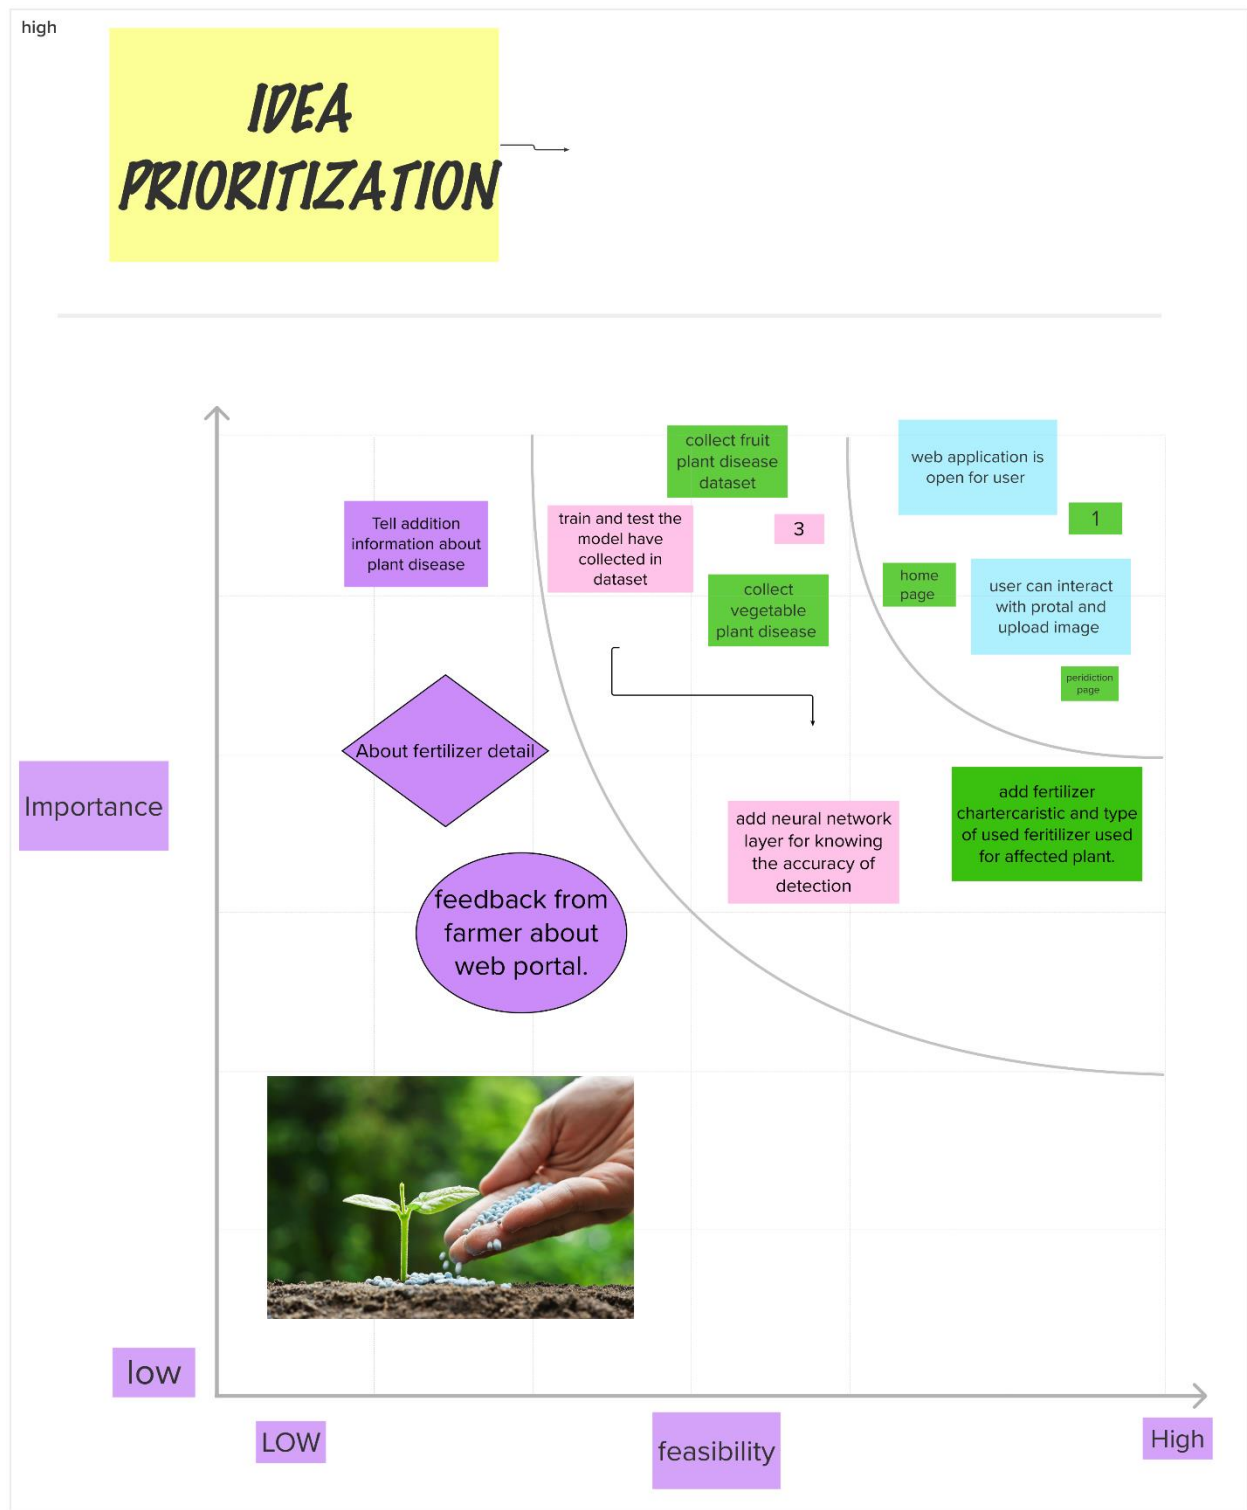 high
IDEA
PRIORITIZATION
collect fruit
plant disease
dataset
web application is
open for user
Tell addition
information about
plant disease
train and test the
model have
collected in
dataset
3
1
collect
vegetable
plant disease
home
page
user can interact
with protal and
upload image
peridiction
page
About fertilizer detail
Importance
add neural network
layer for knowing
the accuracy of
detection
add fertilizer
chartercaristic and type
of used feritilizer used
for affected plant.
feedback from
farmer about
web portal.
low
LOW
feasibility
High